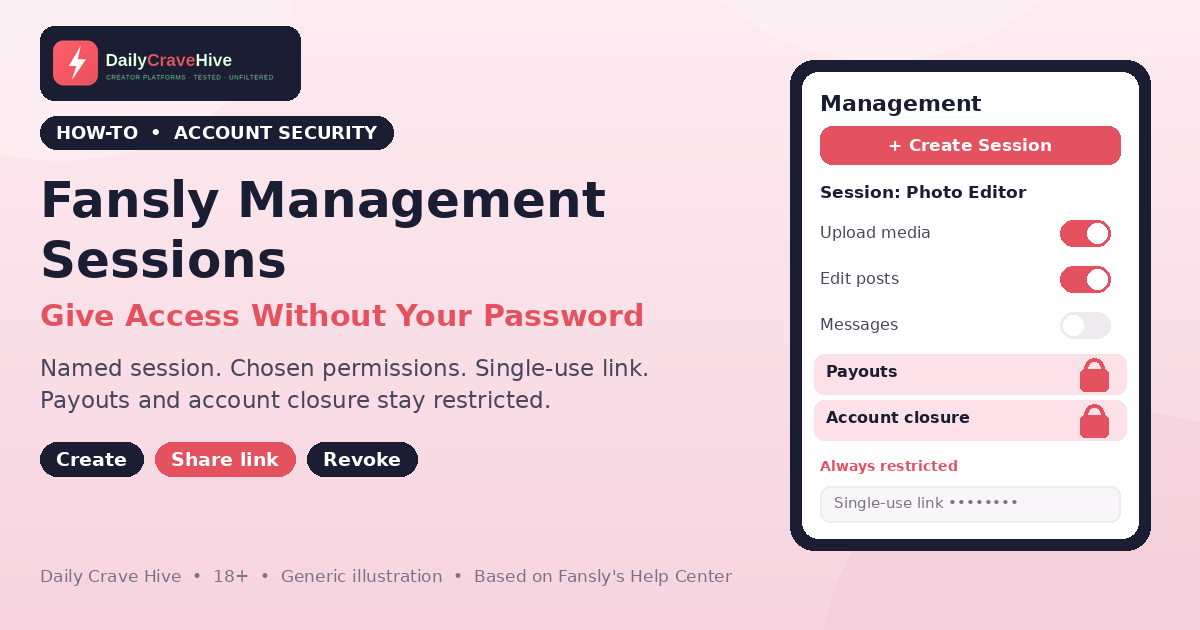 DailyCraveHive
CREATOR PLATFORMS · TESTED · UNFILTERED
HOW-TO • ACCOUNT SECURITY
Fansly Management
Sessions
Give Access Without Your Password
Named session. Chosen permissions. Single-use link.
Payouts and account closure stay restricted.
Create
Share link
Revoke
Daily Crave Hive • 18+ • Generic illustration • Based on Fansly's Help Center
Management
+ Create Session
Session: Photo Editor
Upload media
Edit posts
Messages
Payouts
Account closure
Always restricted
Single-use link ••••••••